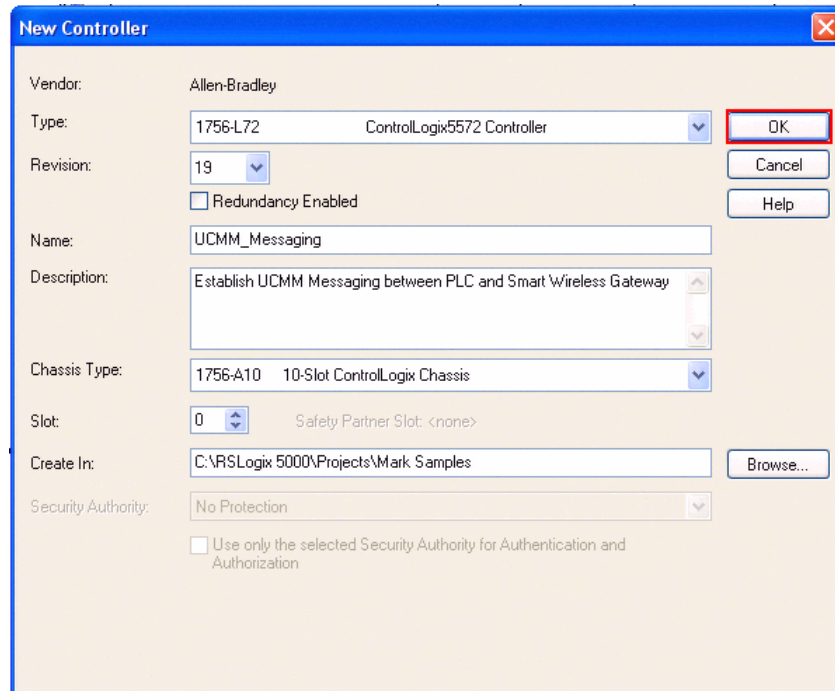 New Controller
Vendor: Allen-Bradley
Type: 1756-L72 ControlLogix5572 Controller OK
Revision: 19 Cancel
Redundancy Enabled Help
Name: UCMM_Messaging
Description: Establish UCMM Messaging between PLC and Smart Wireless Gateway
Chassis Type: 1756-A10 10-Slot ControlLogix Chassis
Slot: 0 Safety Partner Slot: <none>
Create In: C:\RSLogix 5000\Projects\Mark Samples Browse...
Security Authority: No Protection
Use only the selected Security Authority for Authentication and
Authorization